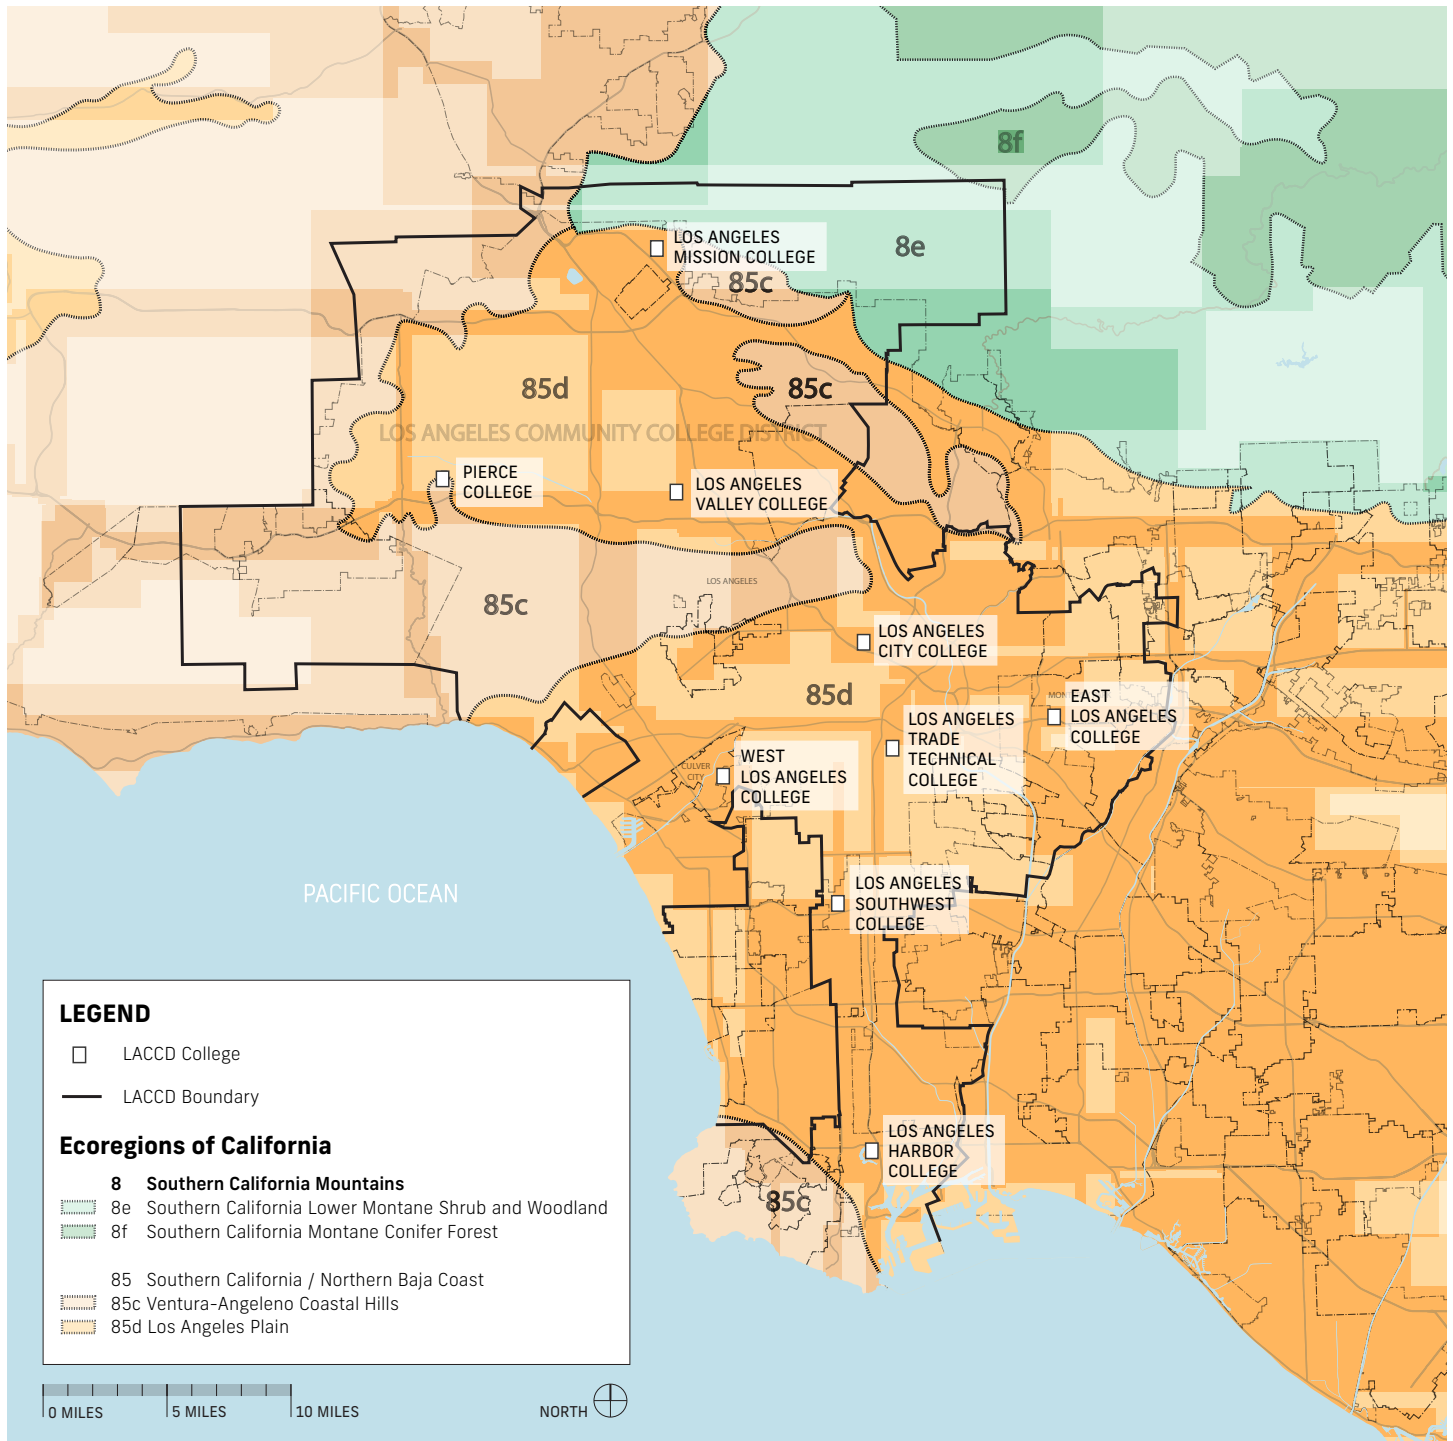 8f
LOS ANGELES
MISSION COLLEGE
8e
85c
85d
85c
LOS ANGELES COMMUNITY COLLEGE DISTRICT
PIERCE
COLLEGE
LOS ANGELES
VALLEY COLLEGE
LOS ANGELES
85c
LOS ANGELES
CITY COLLEGE
85d
MON
EAST
LOS ANGELES
COLLEGE
LOS ANGELES
TRADE
TECHNICAL
COLLEGE
CULVER
CITY
WEST
LOS ANGELES
COLLEGE
PACIFIC OCEAN
LOS ANGELES
SOUTHWEST
COLLEGE
LOS ANGELES
HARBOR
COLLEGE
85c
LEGEND
LACCD College
LACCD Boundary
Ecoregions of California
8 Southern California Mountains
8e Southern California Lower Montane Shrub and Woodland
8f Southern California Montane Conifer Forest
85 Southern California / Northern Baja Coast
85c Ventura-Angeleno Coastal Hills
85d Los Angeles Plain
0 MILES 5 MILES 10 MILES
NORTH